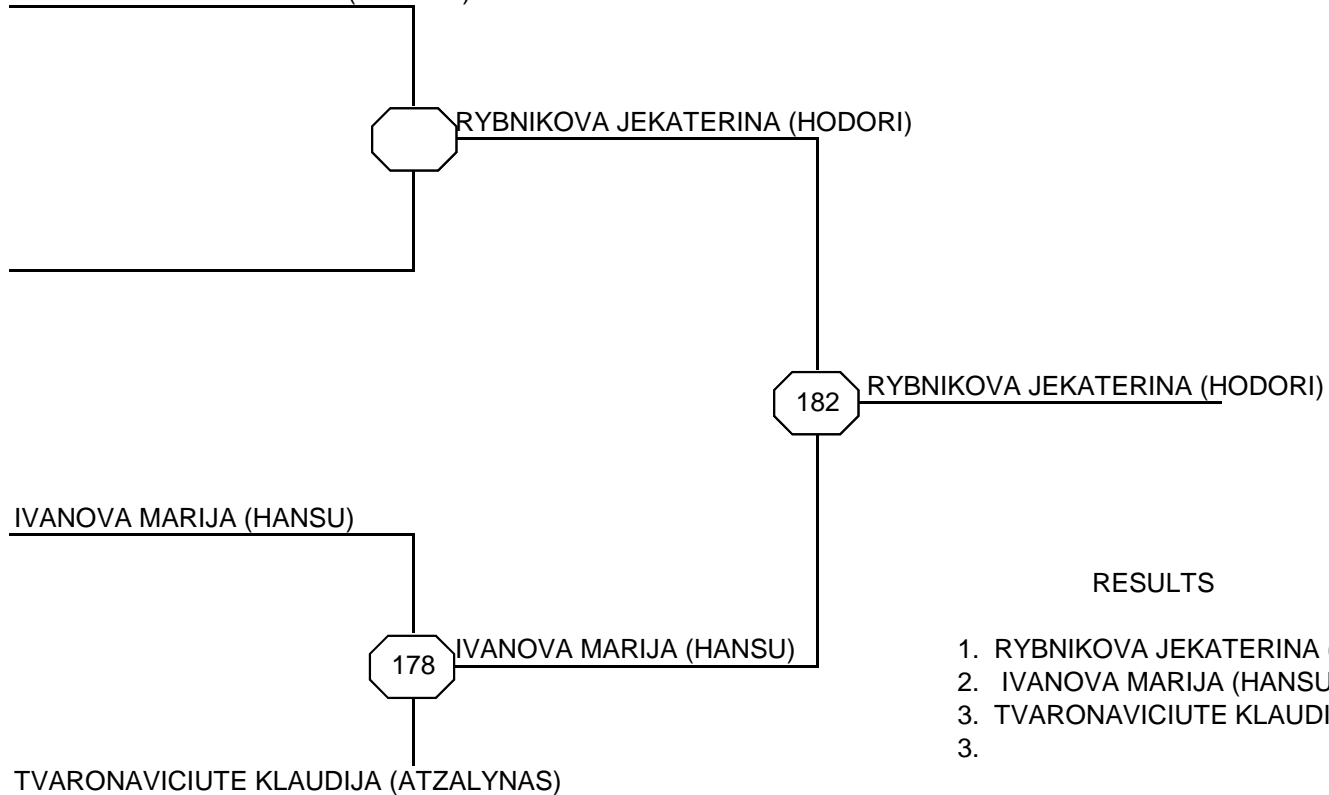 RYBNIKOVA JEKATERINA (HODORI)
182
RYBNIKOVA JEKATERINA (HODORI)
IVANOVA MARIJA (HANSU)
178
IVANOVA MARIJA (HANSU)
TVARONAVICIUTE KLAUDIJA (ATZALYNAS)
RESULTS
1. RYBNIKOVA JEKATERINA (
2. IVANOVA MARIJA (HANSU
3. TVARONAVICIUTE KLAUDI
3.